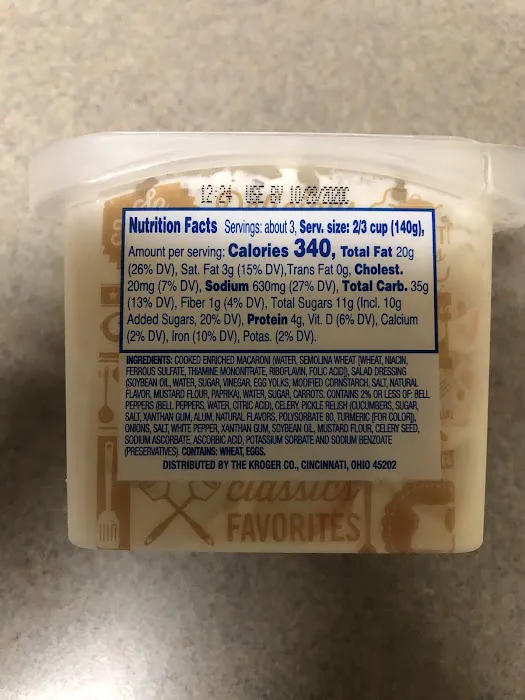 12:24 USE BY
Nutrition Facts Servings: about 3, Serv. size: 2/3 cup (140g),
Amount per serving: Calories 340, Total Fat 20g
(26% DV), Sat. Fat 3g (15% DV),Trans Fat 0g, Cholest.
20mg (7% DV), Sodium 630mg (27% DV), Total Carb. 35g
(13% DV), Fiber 1g (4% DV), Total Sugars 11g (Incl. 10g
Added Sugars, 20% DV), Protein 4g, Vit. D (6% DV), Calcium
(2% DV), Iron (10% DV), Potas. (2% DV).
INGREDIENTS: COOKED ENRICHED MACARONI (WATER, SEMOLINA WHEAT [WHEAT, NIACIN,
FERROUS SULFATE, THIAMINE MONONITRATE, RIBOFLAVIN, FOLIC ACID]), SALAD DRESSING
(SOYBEAN OIL, WATER, SUGAR, VINEGAR, EGG YOLKS, MODIFIED CORNSTARCH, SALT, NATURAL
FLAVOR, MUSTARD FLOUR, PAPRIKA), WATER, SUGAR, CARROTS. CONTAINS 2% OR LESS OF: BELL
PEPPERS (BELL PEPPERS, WATER, CITRIC ACID), CELERY, PICKLE RELISH (CUCUMBERS, SUGAR,
SALT, XANTHAN GUM, ALUM, NATURAL FLAVORS, POLYSORBATE 80, TURMERIC [FOR COLOR]),
ONIONS, SALT, WHITE PEPPER, XANTHAN GUM, SOYBEAN OIL, MUSTARD FLOUR, CELERY SEED,
SODIUM ASCORBATE, ASCORBIC ACID, POTASSIUM SORBATE AND SODIUM BENZOATE
(PRESERVATIVES). CONTAINS: WHEAT, EGGS.
DISTRIBUTED BY THE KROGER CO., CINCINNATI, OHIO 45202
classics
FAVORITES